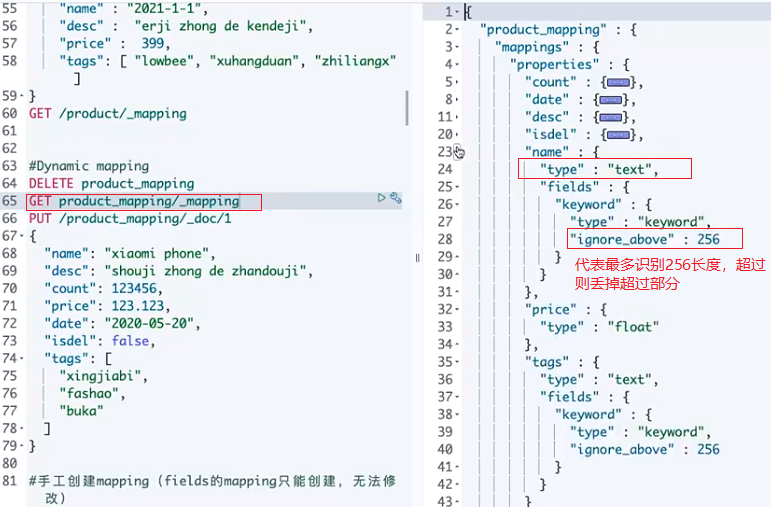 55 "name" : "2021-1-1",
56 "desc" : "erji zhong de kendeji",
57 "price" : 399,
58 "tags": [ "lowbee", "xuhangduan", "zhiliangx"
]
59 }
60 GET /product/_mapping
61
62
63 #Dynamic mapping
64 DELETE product_mapping
65 GET product_mapping/_mapping
66 PUT /product_mapping/_doc/1
67 {
68 "name": "xiaomi phone",
69 "desc": "shouji zhong de zhandouji",
70 "count": 123456,
71 "price": 123.123,
72 "date": "2020-05-20",
73 "isdel": false,
74 "tags": [
75 "xingjiabi",
76 "fashao",
77 "buka"
78 ]
79 }
80
81 #手工创建mapping（fields的mapping只能创建，无法修
改）
1 {
2 "product_mapping" : {
3 "mappings" : {
4 "properties" : {
5 "count" : {},
8 "date" : {},
11 "desc" : {},
20 "isdel" : {},
23 "name" : {
24 "type" : "text",
25 "fields" : {
26 "keyword" : {
27 "type" : "keyword",
28 "ignore_above" : 256
29 }
代表最多识别256长度，超过
30 }
则丢掉超过部分
31 },
32 "price" : {
33 "type" : "float"
34 },
35 "tags" : {
36 "type" : "text",
37 "fields" : {
38 "keyword" : {
39 "type" : "keyword",
40 "ignore_above" : 256
41 }
42 }
43 }